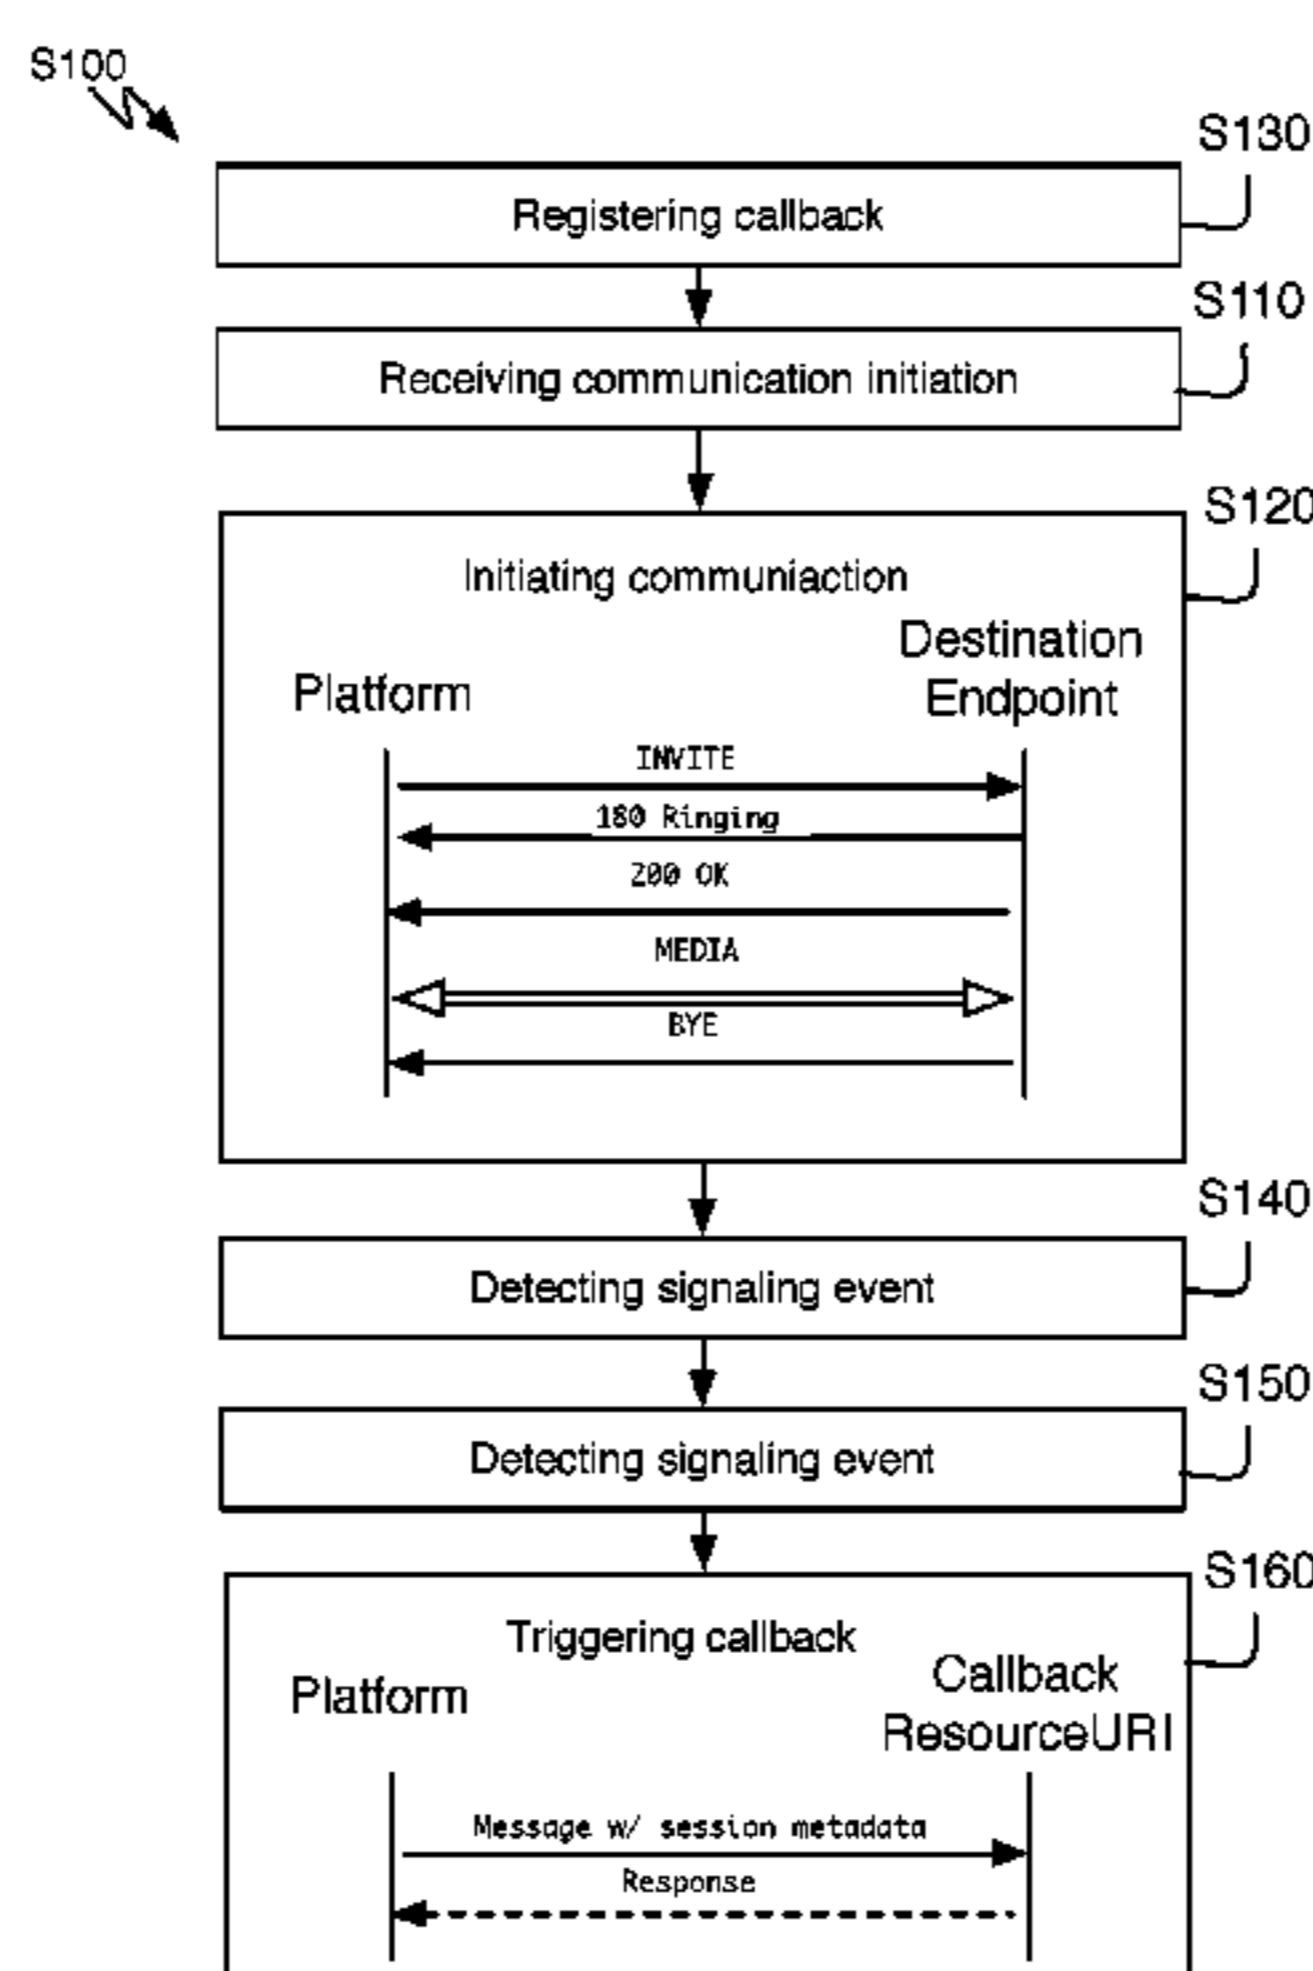 S100
S130
Registering callback
S110
Receiving communication initiation
S120
Initiating communiaction
Destination
Platform
Endpoint
INVITE
180 Ringing
200 OK
MEDIA
BYE
S140
Detecting signaling event
S150
Detecting signaling event
S160
Triggering callback
Callback
Platform
ResourceURI
Message w/ session metadata
Response